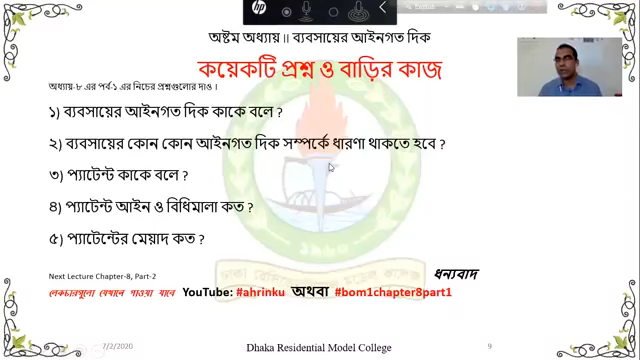 hp
English
অষ্টম অধ্যায়॥ ব্যবসায়ের আইনগত দিক
কয়েকটি প্রশ্ন ও বাড়ির কাজ
অধ্যায়-৮ এর পর্ব-১ এর নিচের প্রশ্নগুলোর দাও ।
১) ব্যবসায়ের আইনগত দিক কাকে বলে ?
২) ব্যবসায়ের কোন কোন আইনগত দিক সম্পর্কে ধারণা থাকতে হবে ?
৩) প্যাটেন্ট কাকে বলে ?
৪) প্যাটেন্ট আইন ও বিধিমালা কত ?
৫) প্যাটেন্টের মেয়াদ কত ?
Next Lecture Chapter-8, Part-2
ধন্যবাদ
লেকচারগুলো যেখানে পাওয়া যাবে YouTube: #ahrinku অথবা #bom1chapter8part1
7/2/2020
Dhaka Residential Model College
9